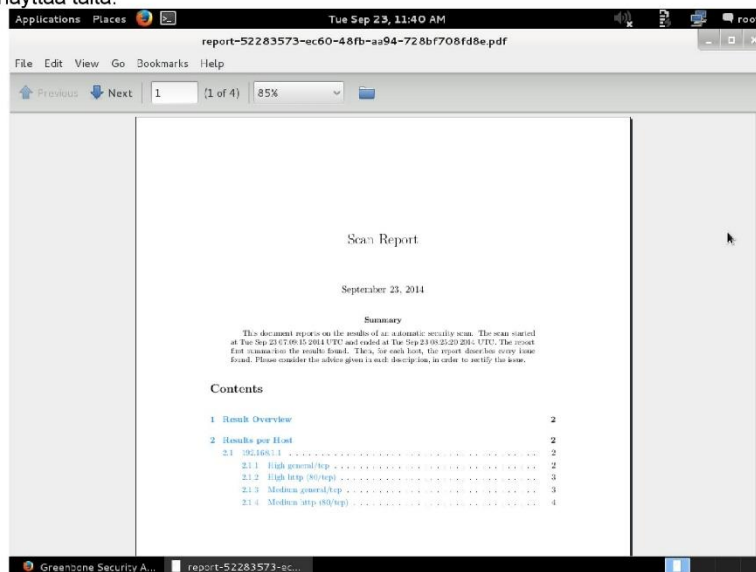 näyttää tältä.
Applications Places Tue Sep 23, 11:40 AM root
report-52283573-ec60-48fb-aa94-728bf708fd8e.pdf
File Edit View Go Bookmarks Help
Previous Next 1 (1 of 4) 85%
Scan Report
September 23, 2014
Summary
This document reports on the results of an automatic security scan. The scan started
at Tue Sep 23 07:09:15 2014 UTC and ended at Tue Sep 23 08:25:20 2014 UTC. The report
first summarises the results found. Then, for each host, the report describes every issue
found. Please consider the advice given in each description, in order to rectify the issue.
Contents
1 Result Overview 2
2 Results per Host 2
2.1 192.168.1.1 2
2.1.1 High general/tcp 2
2.1.2 High http (80/tcp) 3
2.1.3 Medium general/tcp 3
2.1.4 Medium http (80/tcp) 4
Greenbone Security A... report-52283573-ec...